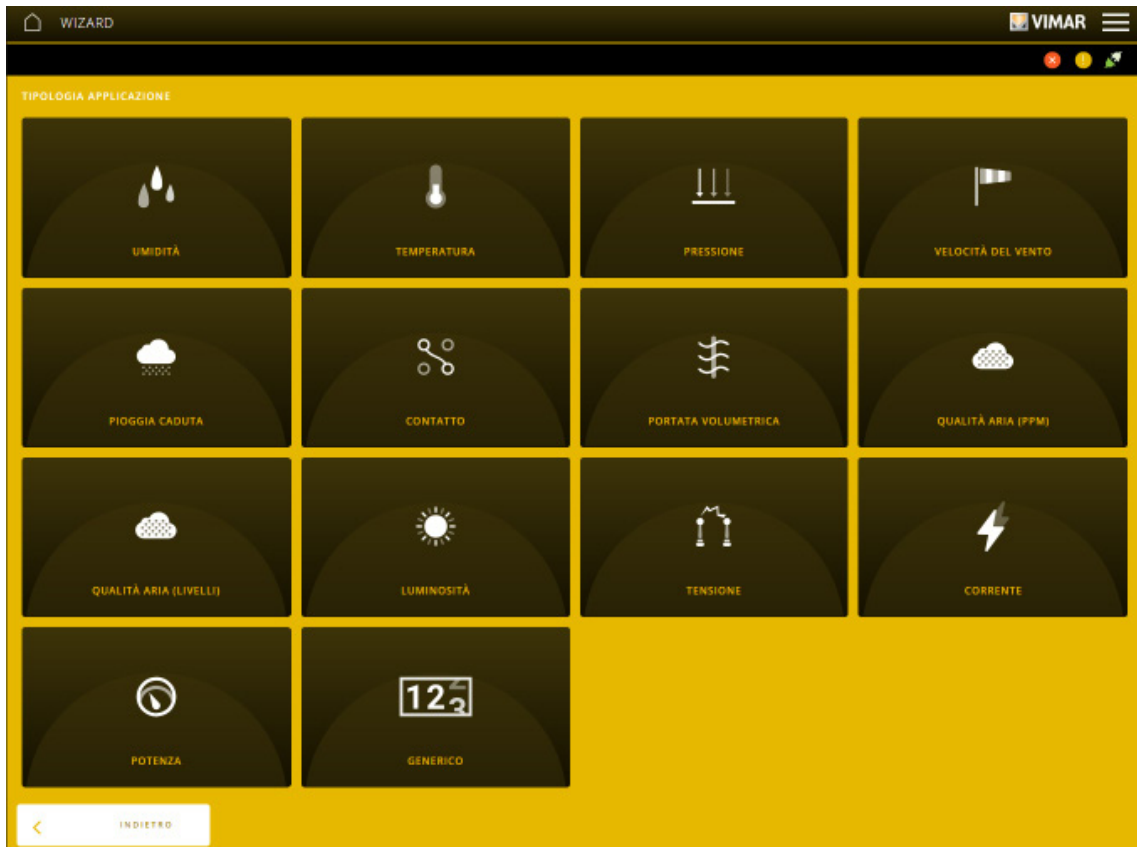 WIZARD
VIMAR
TIPOLOGIA APPLICAZIONE
UMIDITÀ
TEMPERATURA
PRESSIONE
VELOCITÀ DEL VENTO
PIOGGIA CADUTA
CONTATTO
PORTATA VOLUMETRICA
QUALITÀ ARIA (PPM)
QUALITÀ ARIA (LIVELLI)
LUMINOSITÀ
TENSIONE
CORRENTE
POTENZA
123
GENERICO
INDIETRO